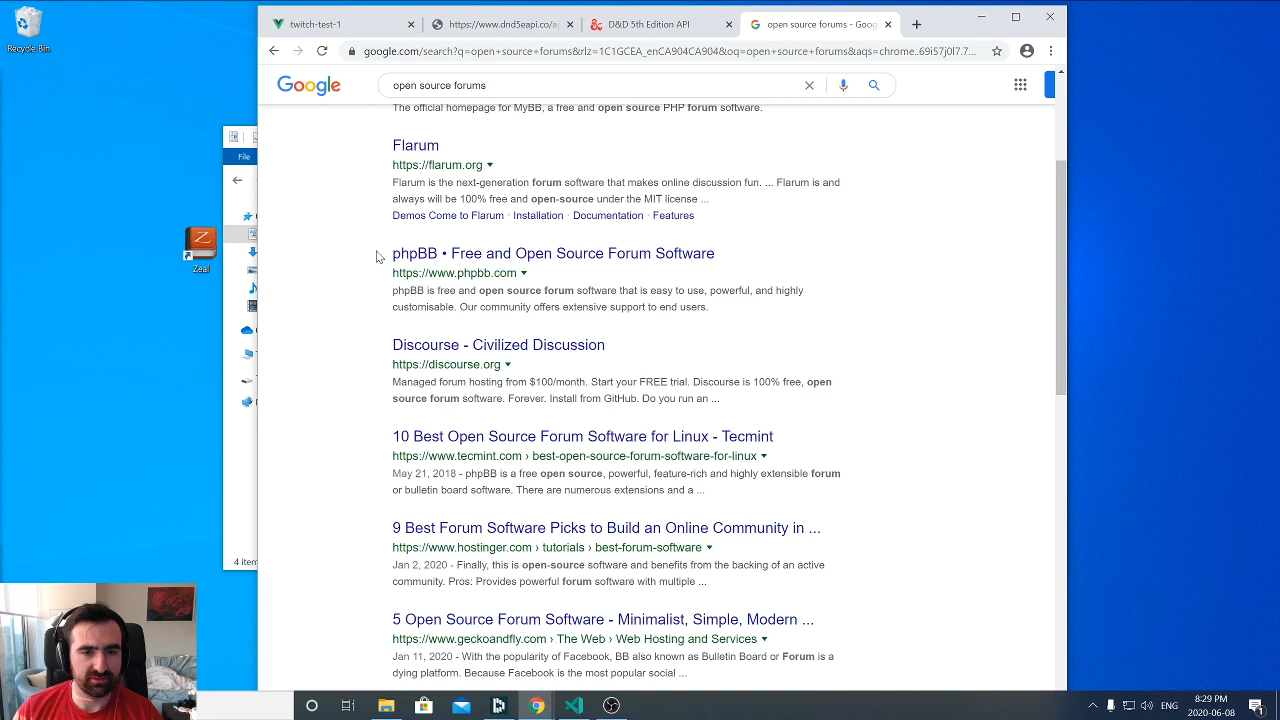 Recycle Bin
twitch-test-1
https://www.dnd5eapi.co/a
D&D 5th Edition API
open source forums - Goog
google.com/search?q=open+source+forums&rlz=1C1GCEA_enCA904CA904&oq=open+source+forums&aqs=chrome..69i57j0l7.7...
Google
open source forums
The official homepage for MyBB, a free and open source PHP forum software.
File
Flarum
https://flarum.org
Flarum is the next-generation forum software that makes online discussion fun. ... Flarum is and
always will be 100% free and open-source under the MIT license ...
Demos Come to Flarum · Installation · Documentation · Features
Zeal
phpBB • Free and Open Source Forum Software
https://www.phpbb.com
phpBB is free and open source forum software that is easy to use, powerful, and highly
customisable. Our community offers extensive support to end users.
Discourse - Civilized Discussion
https://discourse.org
Managed forum hosting from $100/month. Start your FREE trial. Discourse is 100% free, open
source forum software. Forever. Install from GitHub. Do you run an ...
10 Best Open Source Forum Software for Linux - Tecmint
https://www.tecmint.com › best-open-source-forum-software-for-linux
May 21, 2018 - phpBB is a free open source, powerful, feature-rich and highly extensible forum
or bulletin board software. There are numerous extensions and a ...
9 Best Forum Software Picks to Build an Online Community in ...
https://www.hostinger.com › tutorials › best-forum-software
Jan 2, 2020 - Finally, this is open-source software and benefits from the backing of an active
community. Pros: Provides powerful forum software with multiple ...
4 item
5 Open Source Forum Software - Minimalist, Simple, Modern ...
https://www.geckoandfly.com › The Web › Web Hosting and Services
Jan 11, 2020 - With the popularity of Facebook, BB also known as Bulletin Board or Forum is a
dying platform. Because Facebook is the most popular social ...
ENG
8:29 PM
2020-06-08